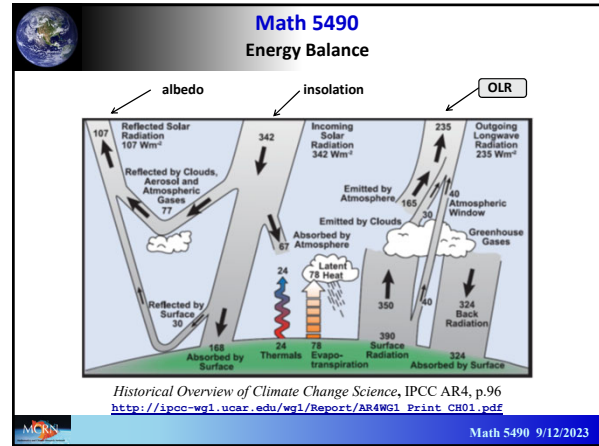 Math 5490
Energy Balance
albedo
insolation
OLR
107
Reflected Solar
Radiation
107 Wm-2
342
Incoming
Solar
Radiation
342 Wm-2
235
Outgoing
Longwave
Radiation
235 Wm-2
Reflected by Clouds,
Aerosol and
Atmospheric
Gases
77
Emitted by
Atmosphere
165
40
Atmospheric
Window
Emitted by Clouds
30
Greenhouse
Gases
67
Absorbed by
Atmosphere
24
Latent
78 Heat
Reflected by
Surface
30
350
40
324
Back
Radiation
168
Absorbed by
Surface
24
Thermals
78
Evapo-
transpiration
390
Surface
Radiation
324
Absorbed by Surface
Historical Overview of Climate Change Science, IPCC AR4, p.96
http://ipcc-wg1.ucar.edu/wg1/Report/AR4WG1_Print_CH01.pdf
MCRN
Math 5490 9/12/2023